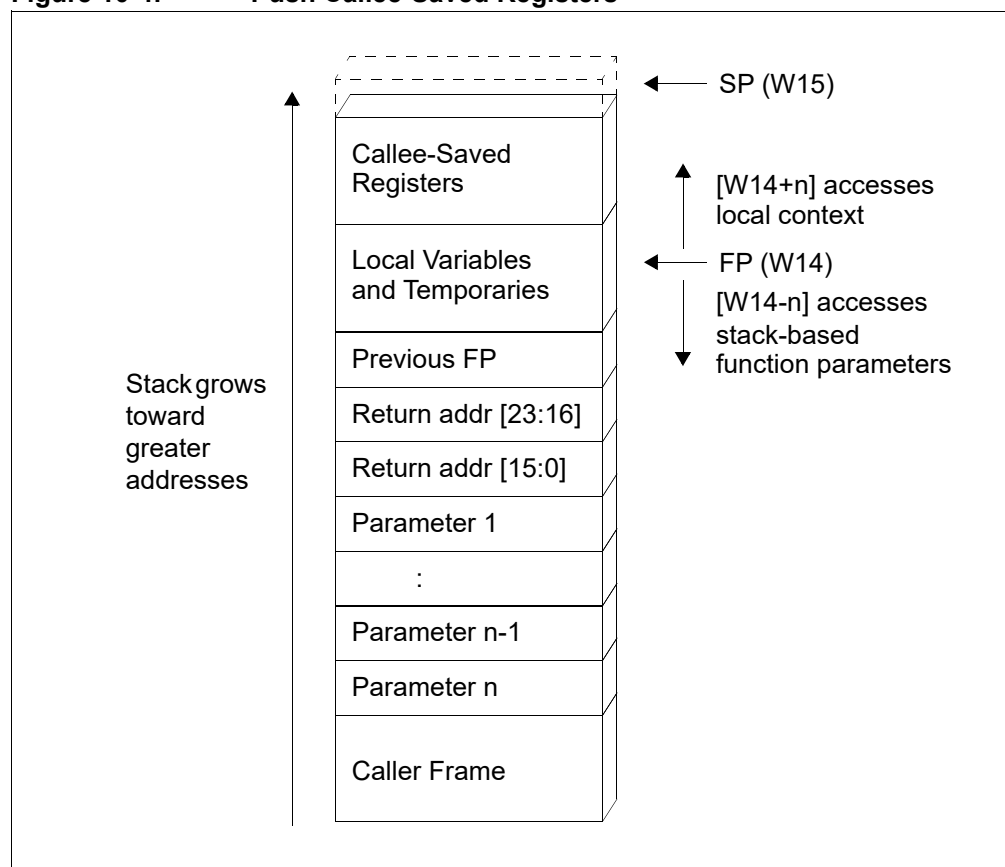 SP (W15)
Callee-Saved
Registers
[W14+n] accesses
local context
Local Variables
and Temporaries
FP (W14)
[W14-n] accesses
stack-based
function parameters
Previous FP
Stack grows
toward
greater
addresses
Return addr [23:16]
Return addr [15:0]
Parameter 1
:
Parameter n-1
Parameter n
Caller Frame